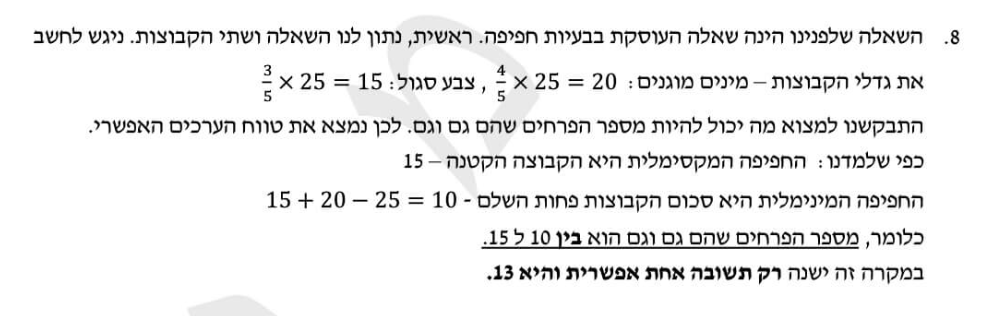 8. השאלה שלפנינו הינה שאלה העוסקת בבעיות חפיפה. ראשית, נתון לנו השאלה ושתי הקבוצות. ניגש לחשב
את גדלי הקבוצות – מינים מוגנים: 4/5 × 25 = 20 , צבע סגול: 3/5 × 25 = 15
התבקשנו למצוא מה יכול להיות מספר הפרחים שהם גם וגם. לכן נמצא את טווח הערכים האפשרי.
כפי שלמדנו: החפיפה המקסימלית היא הקבוצה הקטנה – 15
החפיפה המינימלית היא סכום הקבוצות פחות השלם - 15 + 20 − 25 = 10
כלומר, מספר הפרחים שהם גם וגם הוא בין 10 ל 15.
במקרה זה ישנה רק תשובה אחת אפשרית והיא 13.